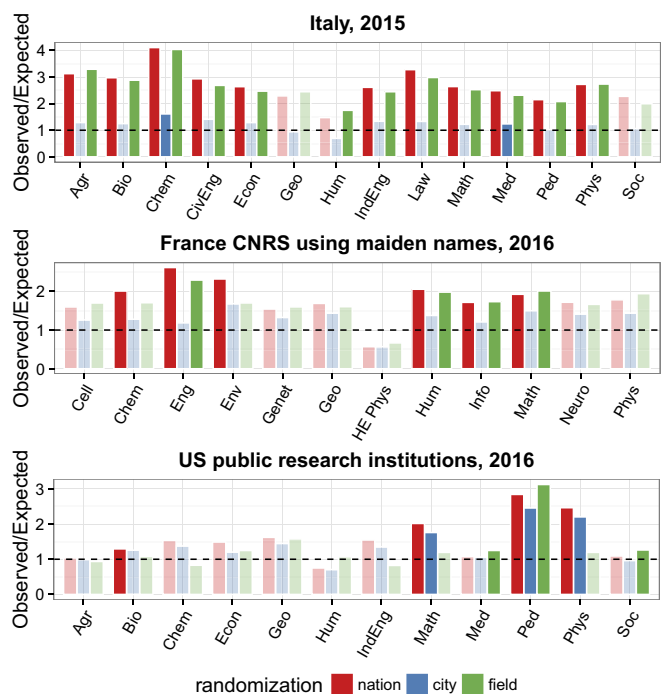 Italy, 2015
Observed/Expected
4
3
2
1
0
Agr Bio Chem CivEng Econ Geo Hum IndEng Law Math Med Ped Phys Soc
France CNRS using maiden names, 2016
Observed/Expected
2
1
0
Cell Chem Eng Env Genet Geo HE Phys Hum Info Math Neuro Phys
US public research institutions, 2016
Observed/Expected
3
2
1
0
Agr Bio Chem Econ Geo Hum IndEng Math Med Ped Phys Soc
randomization nation city field